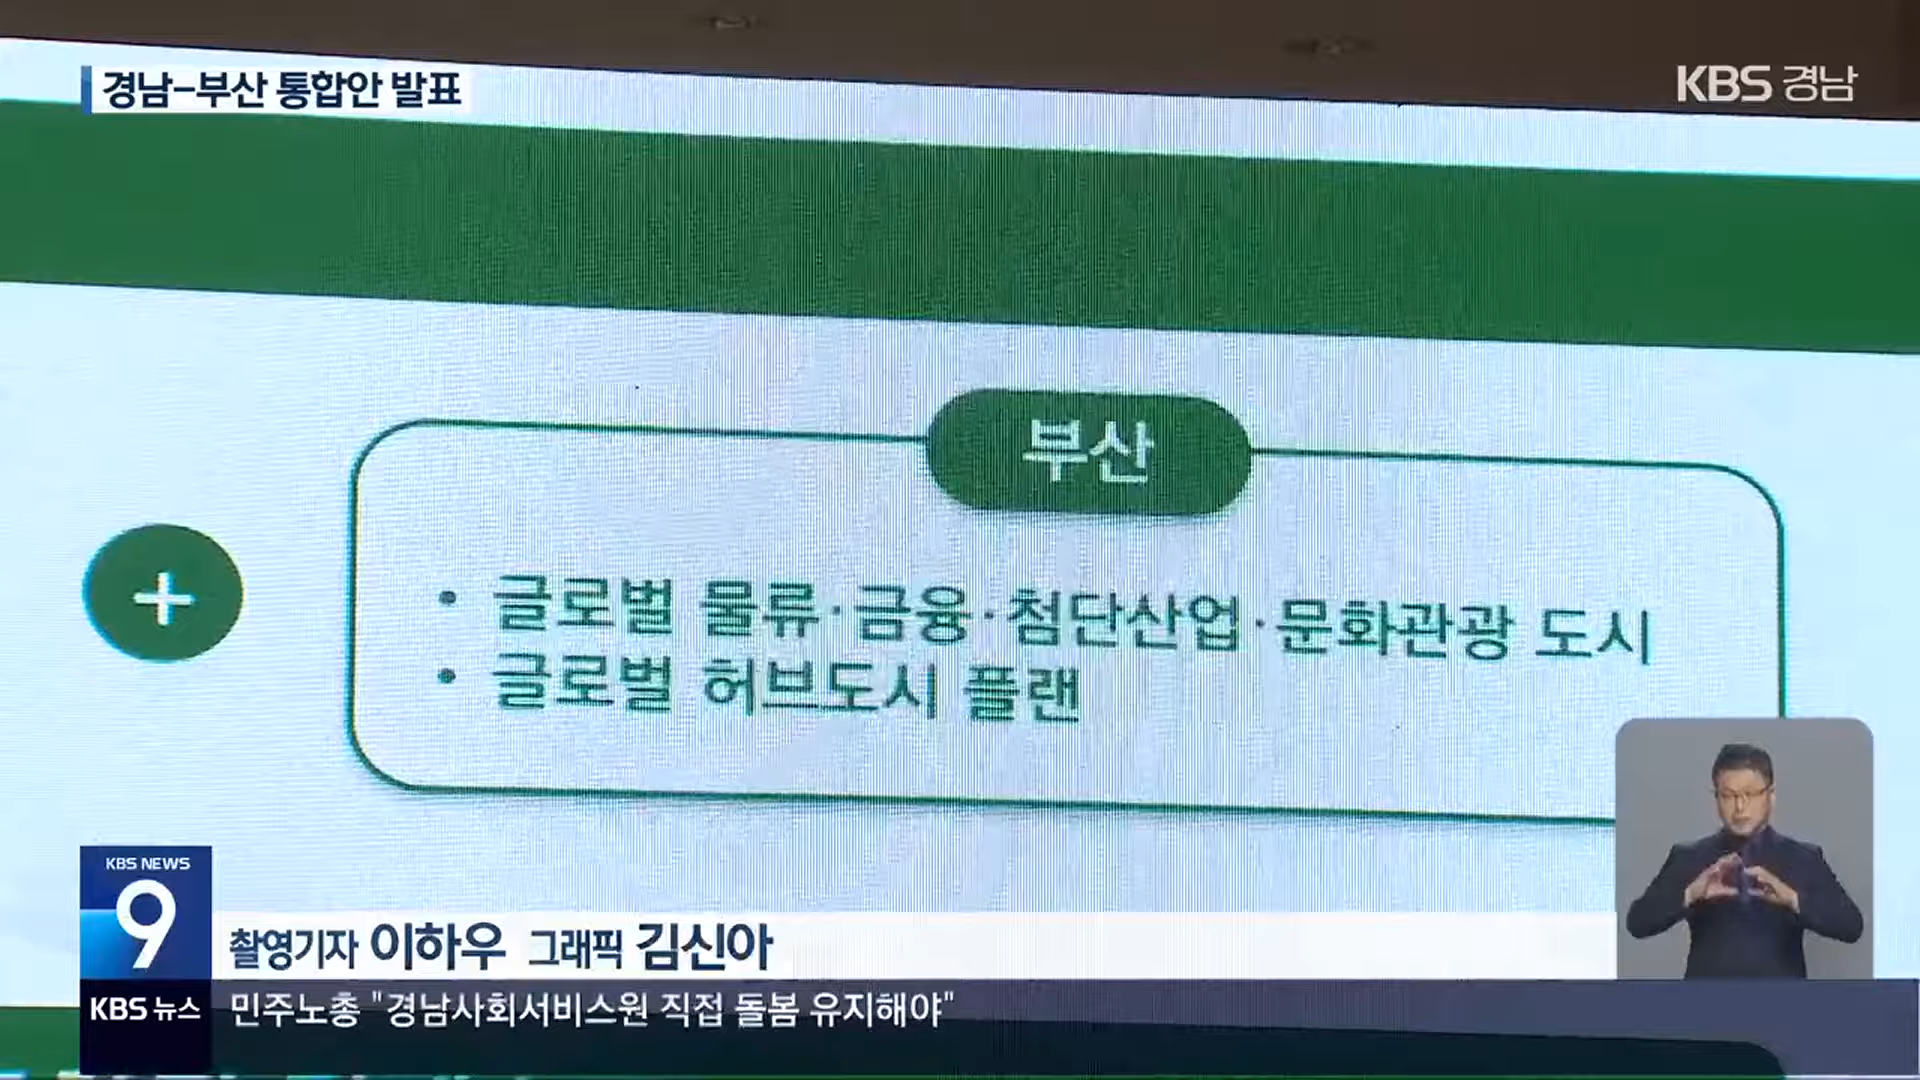 경남-부산 통합안 발표
KBS 경남
부산
+
• 글로벌 물류·금융·첨단산업·문화관광 도시
• 글로벌 허브도시 플랜
KBS NEWS
9
촬영기자 이하우 그래픽 김신아
KBS 뉴스
민주노총 "경남사회서비스원 직접 돌봄 유지해야"